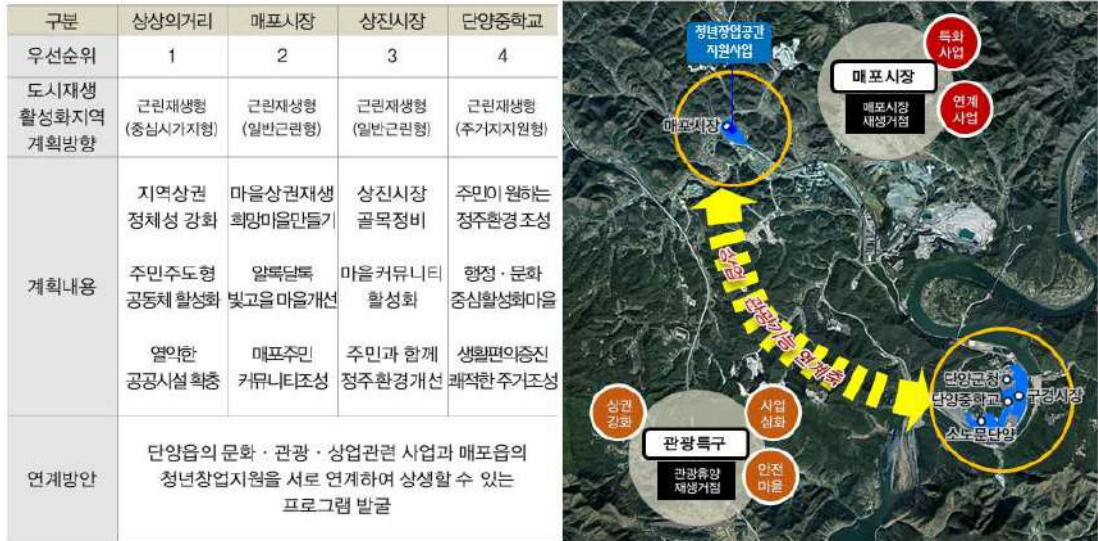 구분 상상의거리 매포시장 상진시장 단양중학교
우선순위 1 2 3 4
도시재생
활성화지역
계획방향
근린재생형 근린재생형 근린재생형 근린재생형
(중심시가지형) (일반근린형) (일반근린형) (주거지지원형)
계획내용
지역상권 마을상권재생 상진시장 주민이 원하는
정체성 강화 희망마을만들기 골목정비 정주환경 조성
주민주도형 알록달록 마을커뮤니티 행정 · 문화
공동체 활성화 빛고을 마을개선 활성화 중심활성화마을
열악한 매포주민 주민과 함께 생활편의증진
공공시설 확충 커뮤니티조성 정주환경개선 쾌적한 주거조성
연계방안
단양읍의 문화 · 관광 · 상업관련 사업과 매포읍의
청년창업지원을 서로 연계하여 상생할 수 있는
프로그램 발굴
청년창업공간
지원사업
매포시장
특화
사업
매포시장
매포시장
재생거점
연계
사업
상업 관광기능 연계축
단양군청
단양중학교
구경시장
소노문단양
상권
강화
사업
심화
관광특구
관광휴양
재생거점
안전
마을